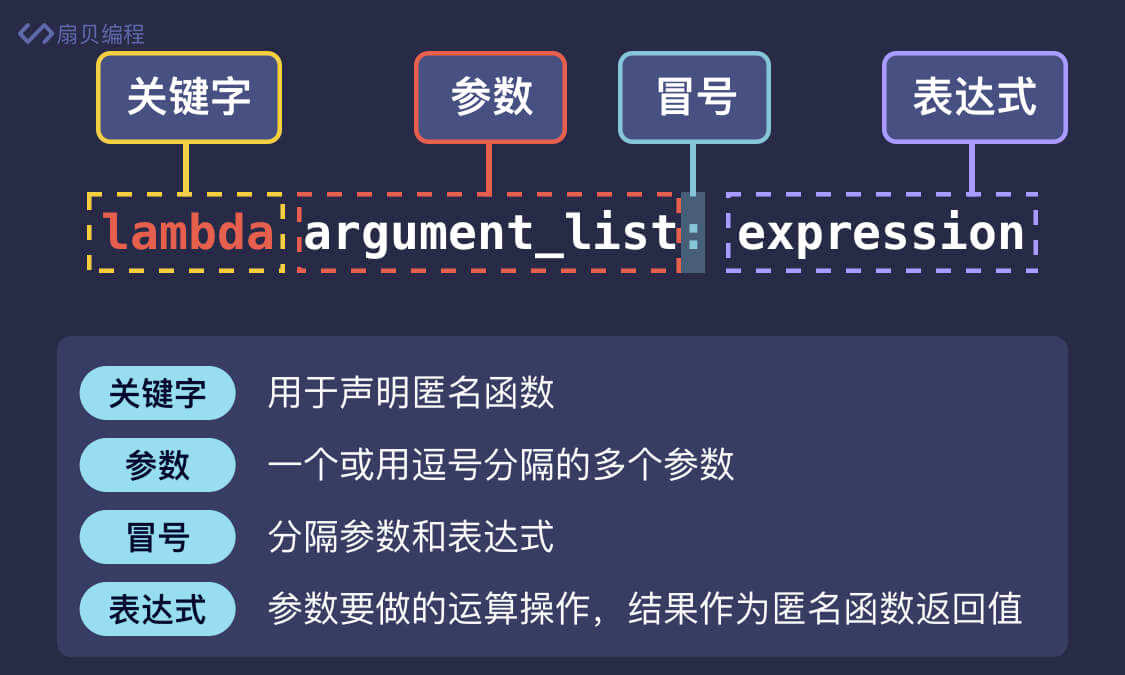 扇贝编程
关键字 参数 冒号 表达式
lambda argument_list: expression
关键字 用于声明匿名函数
参数 一个或用逗号分隔的多个参数
冒号 分隔参数和表达式
表达式 参数要做的运算操作，结果作为匿名函数返回值